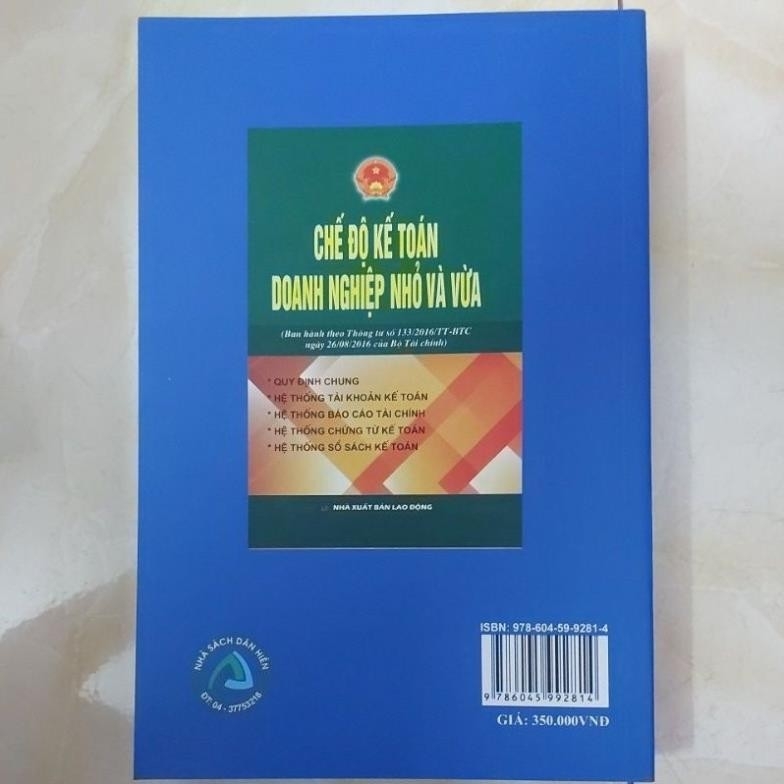 CHẾ ĐỘ KẾ TOÁN
DOANH NGHIỆP NHỎ VÀ VỪA
(Ban hành theo Thông tư số 133/2016/TT-BTC
ngày 26/08/2016 của Bộ Tài chính)
* QUY ĐỊNH CHUNG
* HỆ THỐNG TÀI KHOẢN KẾ TOÁN
* HỆ THỐNG BÁO CÁO TÀI CHÍNH
* HỆ THỐNG CHỨNG TỪ KẾ TOÁN
* HỆ THỐNG SỔ SÁCH KẾ TOÁN
NHÀ XUẤT BẢN LAO ĐỘNG
NHÀ SÁCH DÂN HIỀN
ĐT: 04 - 37753218
ISBN: 978-604-59-9281-4
9 786045 992814
GIÁ: 350.000VNĐ